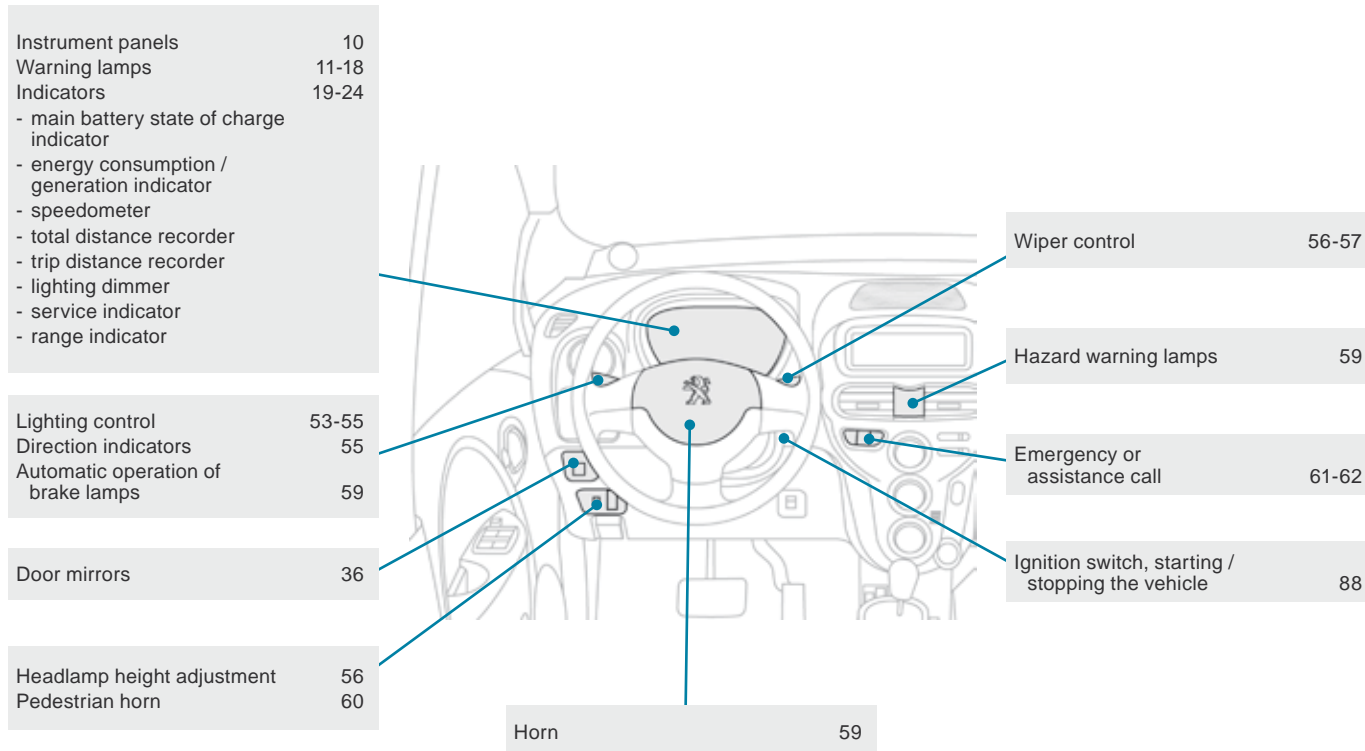 Instrument panels 10
Warning lamps 11-18
Indicators 19-24
- main battery state of charge
indicator
- energy consumption /
generation indicator
- speedometer
- total distance recorder
- trip distance recorder
- lighting dimmer
- service indicator
- range indicator
Lighting control 53-55
Direction indicators 55
Automatic operation of
brake lamps 59
Door mirrors 36
Headlamp height adjustment 56
Pedestrian horn 60
Horn 59
Wiper control 56-57
Hazard warning lamps 59
Emergency or
assistance call 61-62
Ignition switch, starting /
stopping the vehicle 88